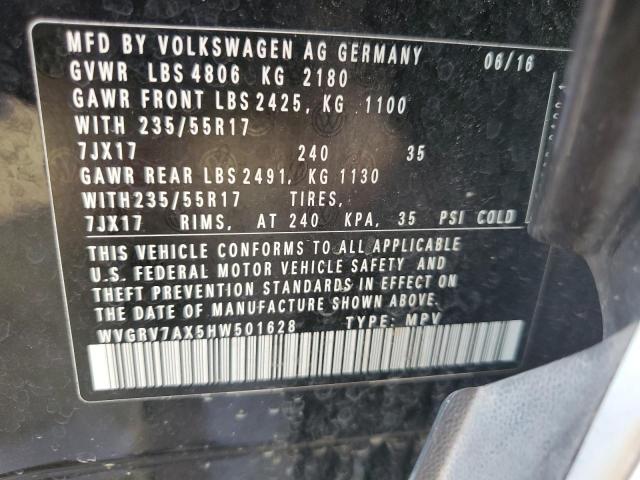 MFD BY VOLKSWAGEN AG GERMANY 06/16
GVWR LBS 4806 KG 2180
GAWR FRONT LBS 2425, KG 1100
WITH 235/55R17
7JX17 240 35
GAWR REAR LBS 2491, KG 1130
WITH235/55R17 TIRES,
7JX17 RIMS, AT 240 KPA, 35 PSI COLD
THIS VEHICLE CONFORMS TO ALL APPLICABLE
U.S. FEDERAL MOTOR VEHICLE SAFETY AND
THEFT PREVENTION STANDARDS IN EFFECT ON
THE DATE OF MANUFACTURE SHOWN ABOVE.
WVGRV7AX5HW501628 TYPE: MPV